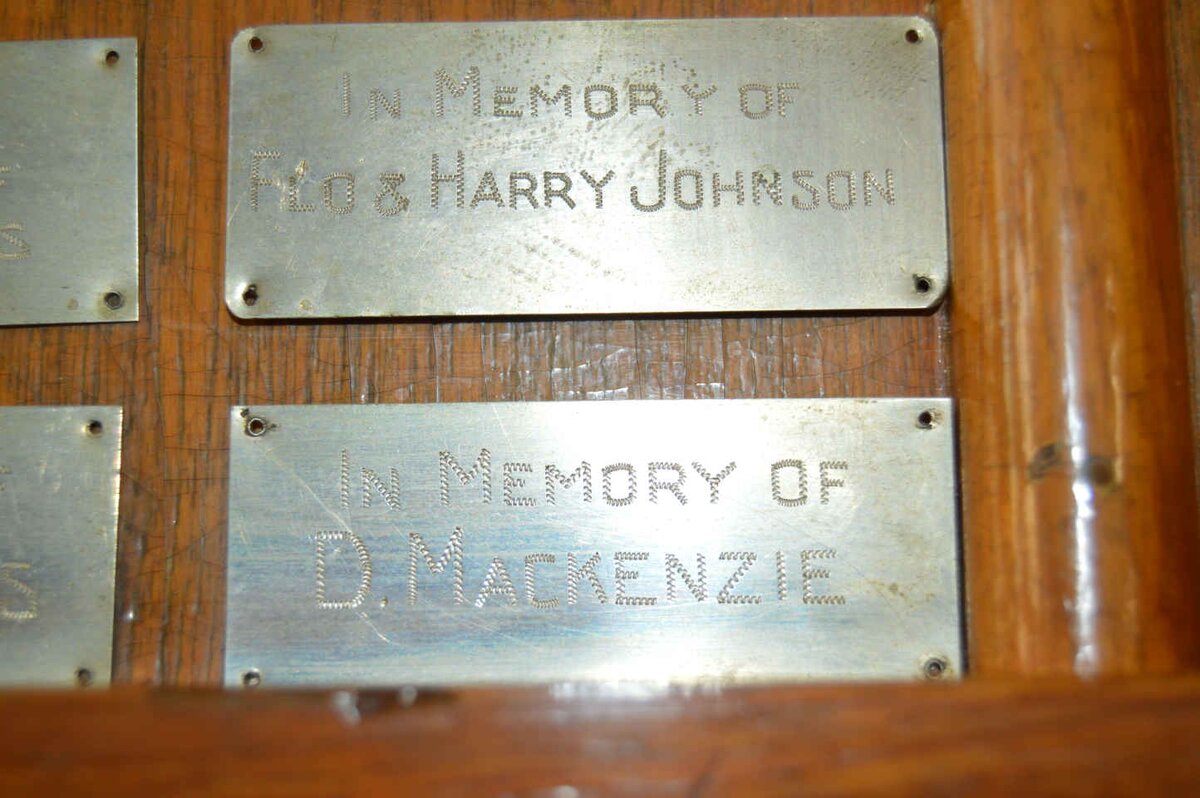 In Memory of
Flo & Harry Johnson
In Memory of
D. Mackenzie